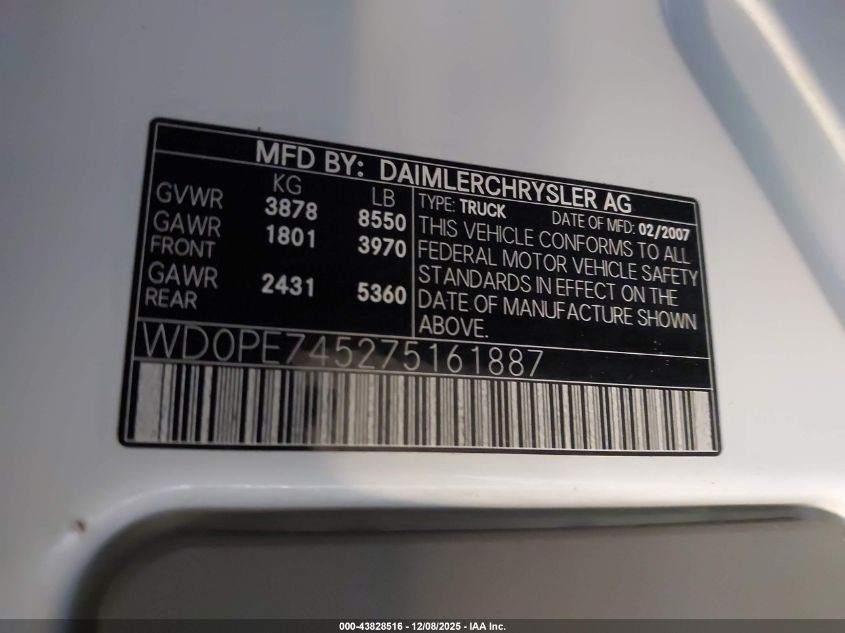 MFD BY: DAIMLERCHRYSLER AG
KG LB
GVWR 3878 8550
GAWR FRONT 1801 3970
GAWR REAR 2431 5360
TYPE: TRUCK DATE OF MFD: 02/2007
THIS VEHICLE CONFORMS TO ALL
FEDERAL MOTOR VEHICLE SAFETY
STANDARDS IN EFFECT ON THE
DATE OF MANUFACTURE SHOWN
ABOVE.
WD0PE745275161887
000-43828516 - 12/08/2025 - IAA Inc.